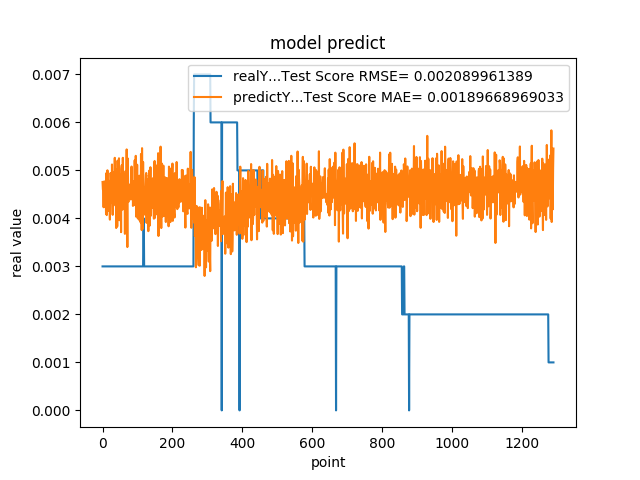 model predict
realY...Test Score RMSE= 0.002089961389
predictY...Test Score MAE= 0.00189668969033
0.007
0.006
0.005
0.004
0.003
0.002
0.001
0.000
real value
0 200 400 600 800 1000 1200
point